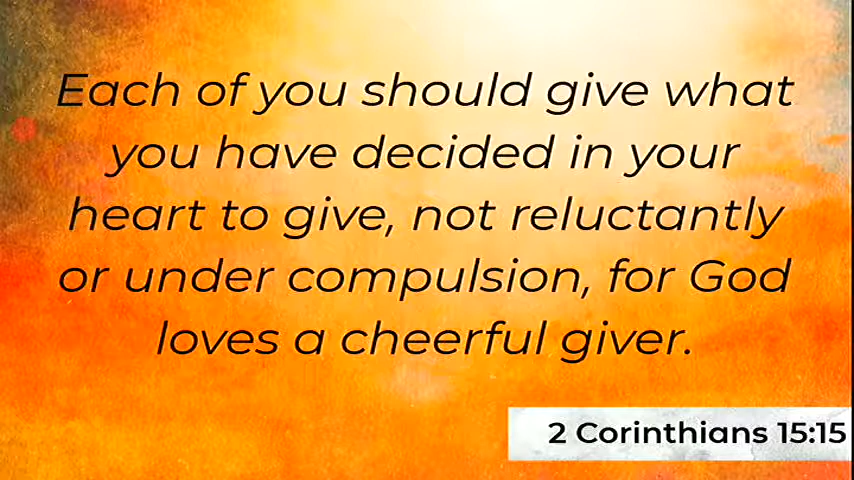 Each of you should give what
you have decided in your
heart to give, not reluctantly
or under compulsion, for God
loves a cheerful giver.
2 Corinthians 15:15